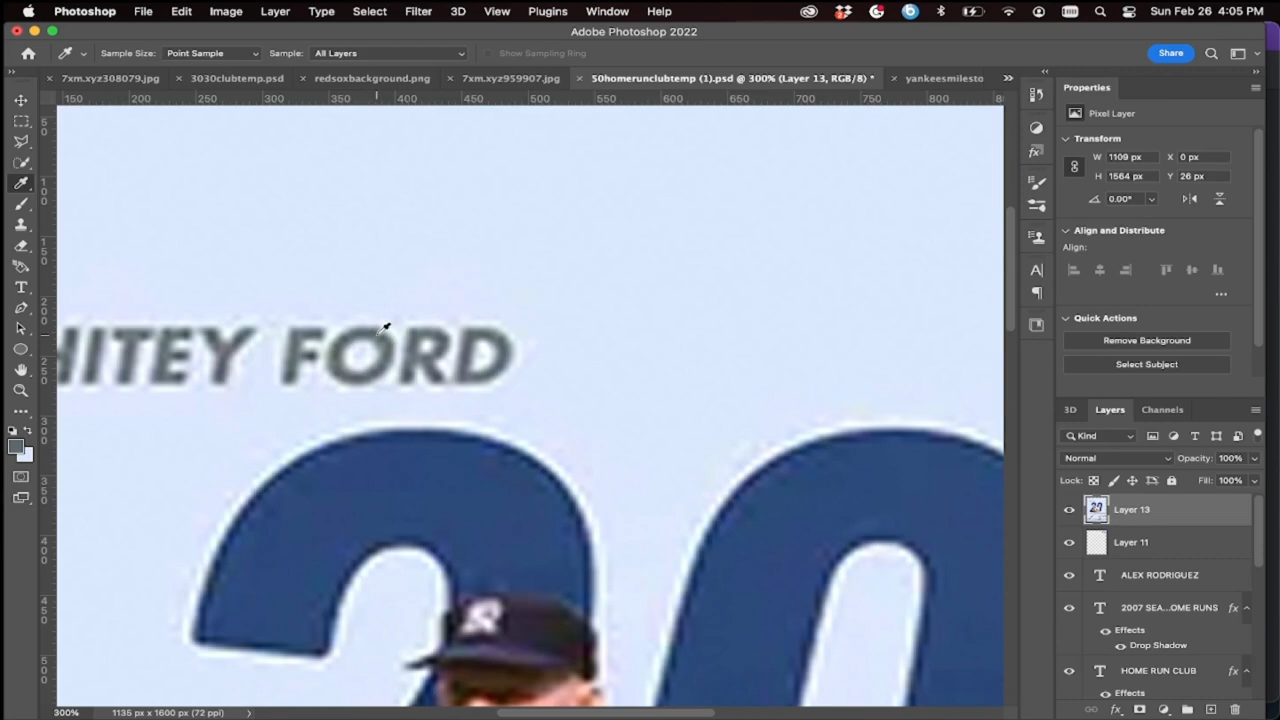 Photoshop File Edit Image Layer Type Select Filter 3D View Plugins Window Help Sun Feb 26 4:05 PM
Adobe Photoshop 2022
Sample Size: Point Sample Sample: All Layers Show Sampling Ring Share
7xm.xyz308079.jpg 3030clubtemp.psd redsoxbackground.png 7xm.xyz959907.jpg 50homerunclubtemp (1).psd @ 300% (Layer 13, RGB/8) * yankeesmilesto
150 200 250 300 350 400 450 500 550 600 650 700 750 800
Properties
Pixel Layer
Transform
W 1109 px X 0 px
H 1564 px Y 26 px
0.00°
Align and Distribute
Align:
Quick Actions
Remove Background
Select Subject
HITEY FORD
20
3D Layers Channels
Kind
Normal Opacity: 100%
Lock: Fill: 100%
Layer 13
Layer 11
ALEX RODRIGUEZ
2007 SEA...OME RUNS fx
Effects
Drop Shadow
HOME RUN CLUB fx
Effects
300% 1135 px x 1600 px (72 ppi)